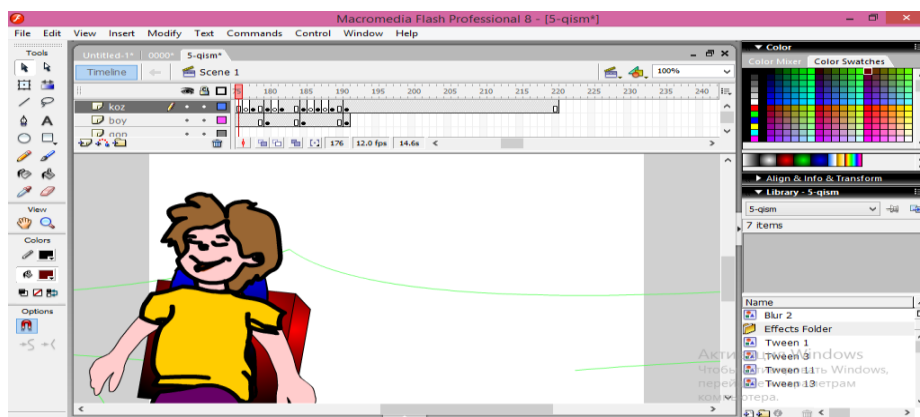 Macromedia Flash Professional 8 - [5-qism*]
File Edit View Insert Modify Text Commands Control Window Help
Tools
Untitled-1* 0000* 5-qism*
Timeline Scene 1 100%
180 185 190 195 200 205 210 215 220 225 230 235 240
koz
boy
176 12.0 fps 14.6s
View
Colors
Options
Color
Color Mixer Color Swatches
Align & Info & Transform
Library - 5-qism
5-qism
7 items
Name
Blur 2
Effects Folder
Tween 1
Tween 3
Tween 11
Tween 13
Windows
Windows,